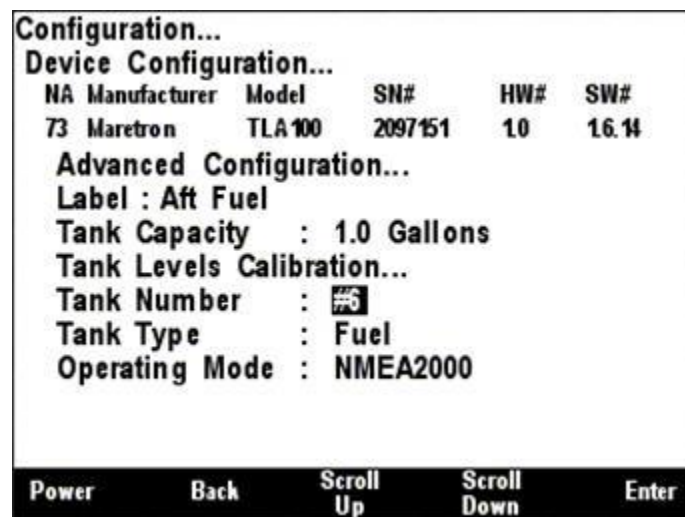 Configuration...
Device Configuration...
NA Manufacturer Model SN# HW# SW#
73 Maretron TLA100 2097151 1.0 1.6.14
Advanced Configuration...
Label : Aft Fuel
Tank Capacity : 1.0 Gallons
Tank Levels Calibration...
Tank Number : #6
Tank Type : Fuel
Operating Mode : NMEA2000
Power Back Scroll Up Scroll Down Enter